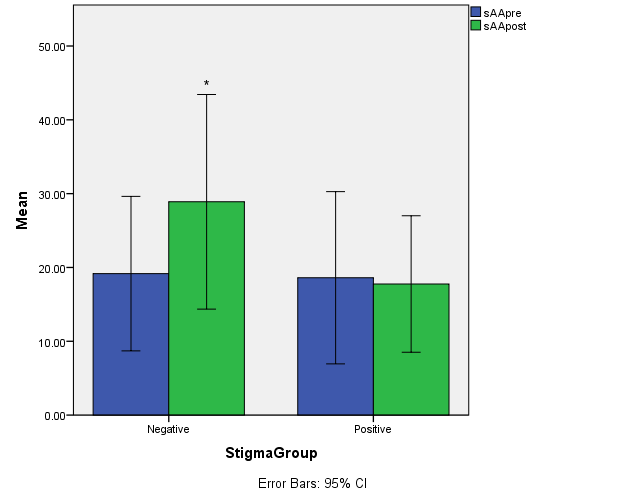 sAApre
sAApost
50.00
40.00
30.00
20.00
10.00
0.00
Mean
*
Negative
Positive
StigmaGroup
Error Bars: 95% CI